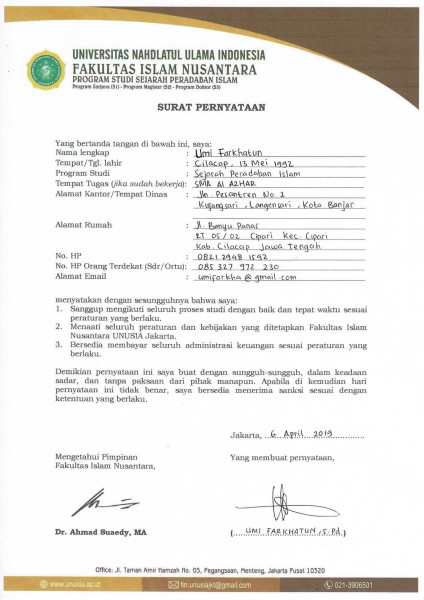 UNIVERSITAS NAHDLATUL ULAMA INDONESIA
FAKULTAS ISLAM NUSANTARA
PROGRAM STUDI SEJARAH PERADABAN ISLAM
Program Sarjana (S1) - Program Magister (S2) - Program Doktor (S3)
SURAT PERNYATAAN
Yang bertanda tangan di bawah ini, saya:
Nama lengkap : Umi Farkhatun
Tempat/Tgl. lahir : Cilacap, 13 Mei 1992
Program Studi : Sejarah Peradaban Islam
Tempat Tugas (jika sudah bekerja): SMA Al AZHAR
Alamat Kantor/Tempat Dinas : Jln. Pesantren No. 2
Kujangsari, Langensari, Kota Banjar
Alamat Rumah : Jl. Banyu Panas
RT 05/02 Cipari Kec. Cipari
Kab. Cilacap Jawa Tengah
No. HP : 0821 2948 1592
No. HP Orang Terdekat (Sdr/Ortu): 085 327 972 230
Alamat Email : umifarkha@gmail.com
menyatakan dengan sesungguhnya bahwa saya:
1. Sanggup mengikuti seluruh proses studi dengan baik dan tepat waktu sesuai
peraturan yang berlaku.
2. Menaati seluruh peraturan dan kebijakan yang ditetapkan Fakultas Islam
Nusantara UNUSIA Jakarta.
3. Bersedia membayar seluruh administrasi keuangan sesuai peraturan yang
berlaku.
Demikian pernyataan ini saya buat dengan sungguh-sungguh, dalam keadaan
sadar, dan tanpa paksaan dari pihak manapun. Apabila di kemudian hari
pernyataan ini tidak benar, saya bersedia menerima sanksi sesuai dengan
ketentuan yang berlaku.
Jakarta, 6 April 2019
Mengetahui Pimpinan
Fakultas Islam Nusantara,
Yang membuat pernyataan,
Dr. Ahmad Suaedy, MA
( UMI FARKHATUN, S.Pd. )
Office: Jl. Taman Amir Hamzah No. 05, Pegangsaan, Menteng, Jakarta Pusat 10320
www.unusia.ac.id
fin.unusiajkt@gmail.com
021-3906501